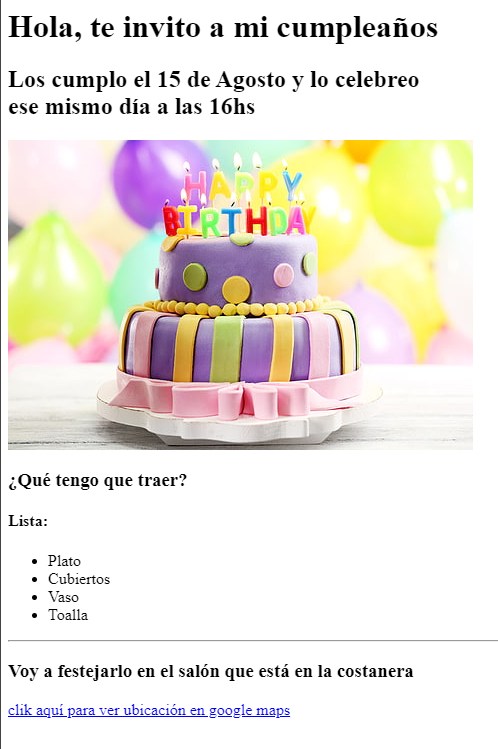 Hola, te invito a mi cumpleaños
Los cumplo el 15 de Agosto y lo celebreo
ese mismo día a las 16hs
HAPPY
BIRTHDAY
¿Qué tengo que traer?
Lista:
Plato
Cubiertos
Vaso
Toalla
Voy a festejarlo en el salón que está en la costanera
clik aquí para ver ubicación en google maps